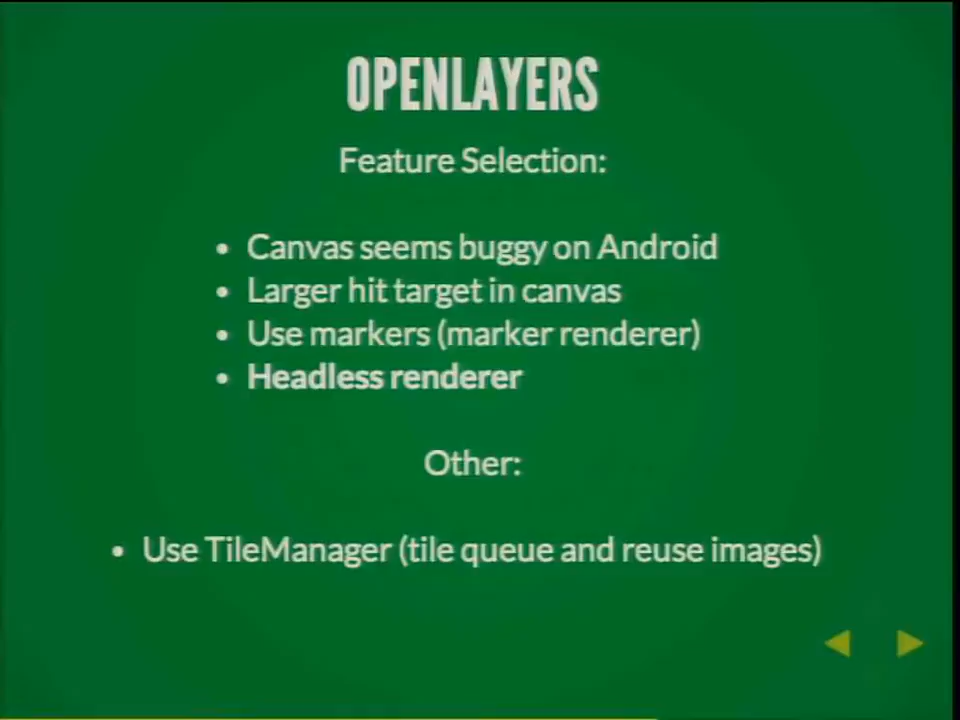 OPENLAYERS
Feature Selection:
• Canvas seems buggy on Android
• Larger hit target in canvas
• Use markers (marker renderer)
• Headless renderer
Other:
• Use TileManager (tile queue and reuse images)